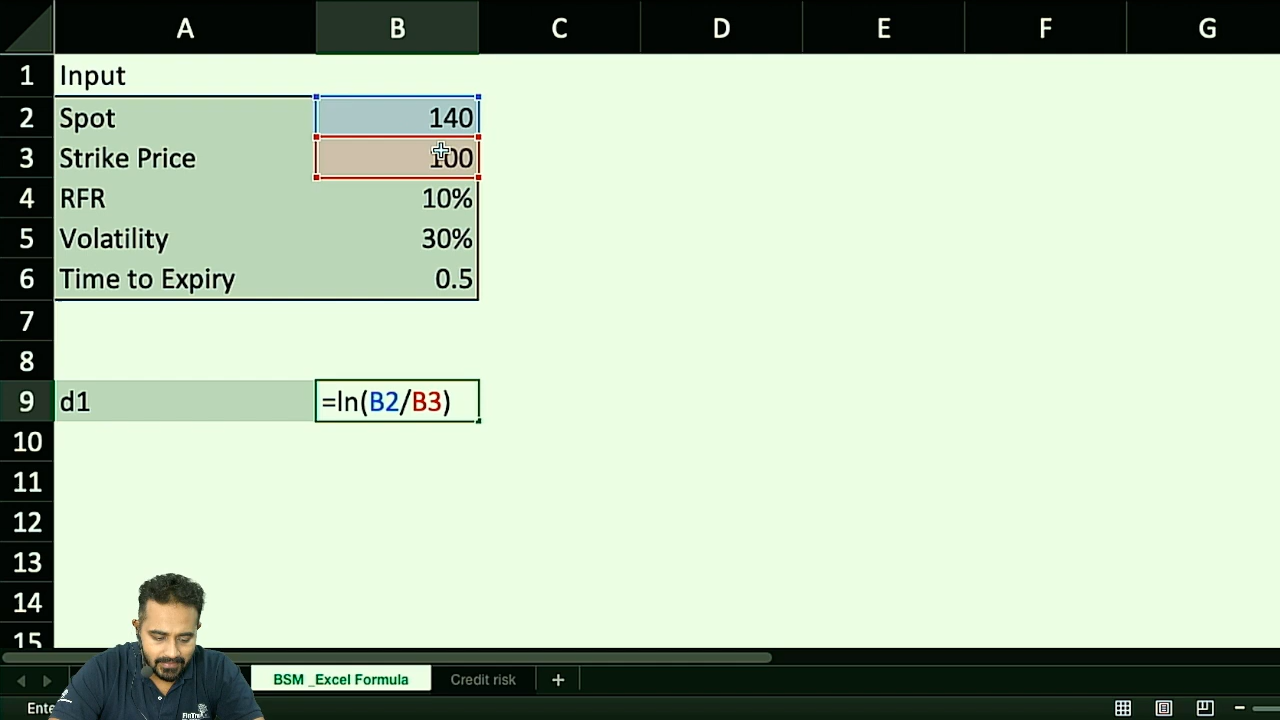 A B C D E F G
1 Input
2 Spot 140
3 Strike Price 100
4 RFR 10%
5 Volatility 30%
6 Time to Expiry 0.5
7
8
9 d1 =ln(B2/B3)
10
11
12
13
14
15
BSM _Excel Formula Credit risk +
Ente